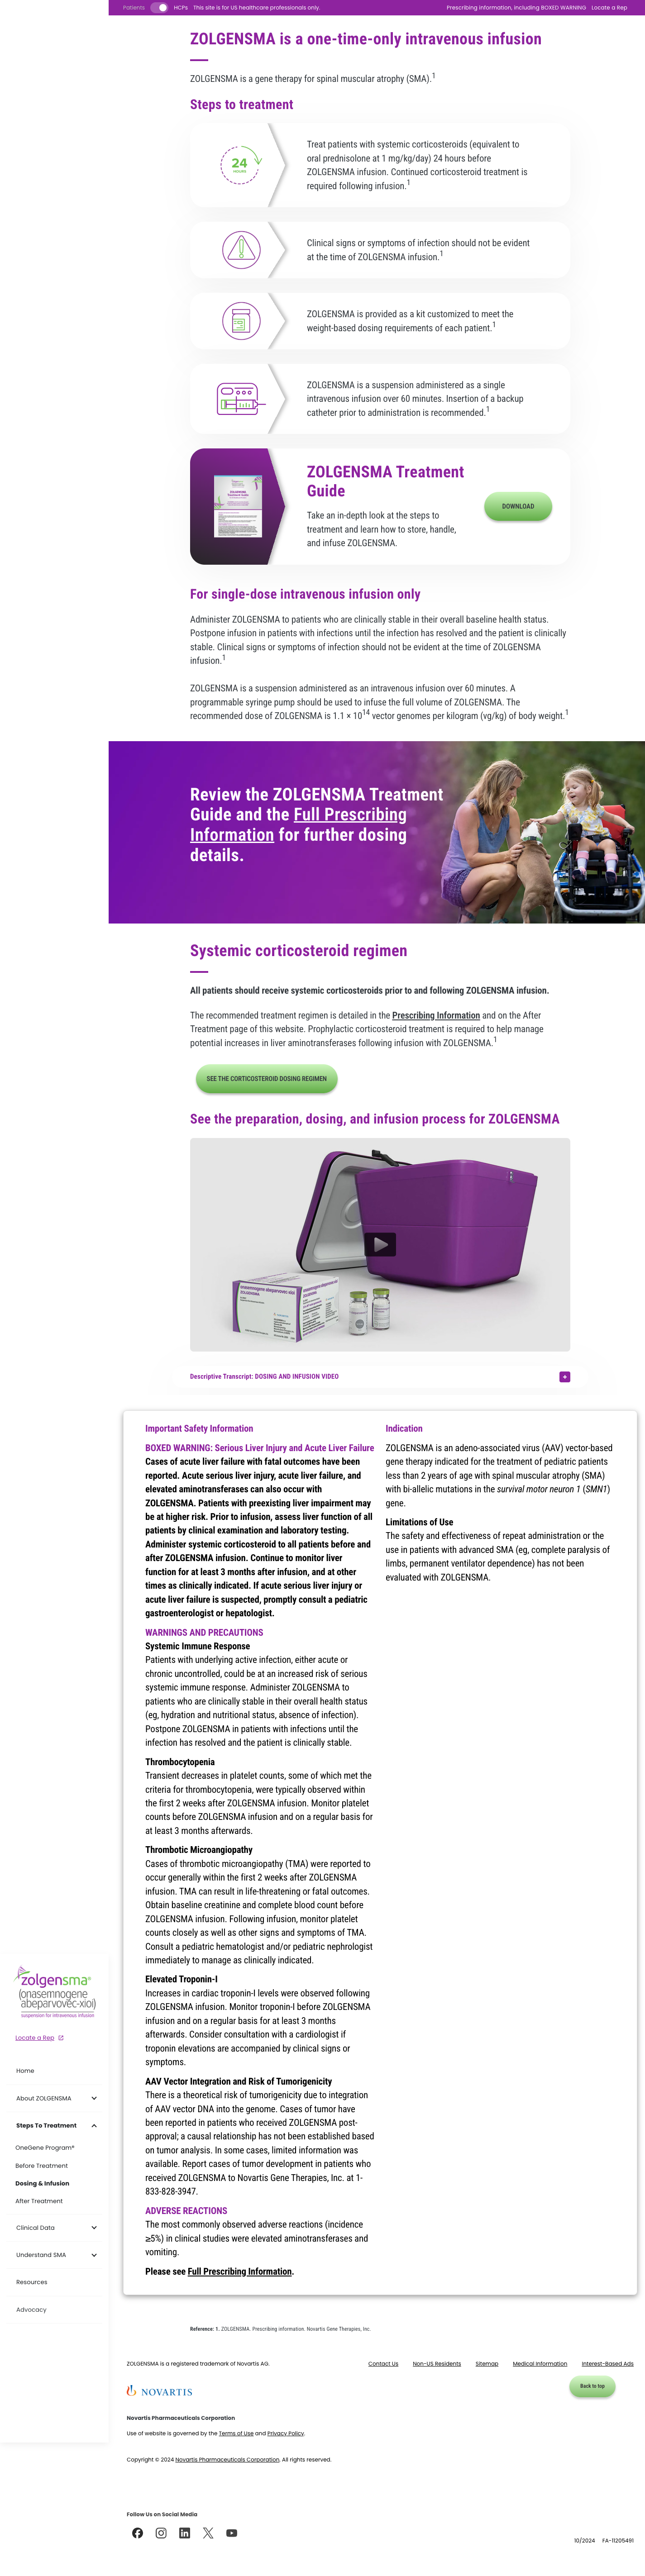 Patients HCPs This site is for US healthcare professionals only. Prescribing Information, Including BOXED WARNING Locate a Rep
ZOLGENSMA is a one-time-only intravenous infusion
ZOLGENSMA is a gene therapy for spinal muscular atrophy (SMA).1
Steps to treatment
24
HOURS
Treat patients with systemic corticosteroids (equivalent to
oral prednisolone at 1 mg/kg/day) 24 hours before
ZOLGENSMA infusion. Continued corticosteroid treatment is
required following infusion.1
Clinical signs or symptoms of infection should not be evident
at the time of ZOLGENSMA infusion.1
ZOLGENSMA is provided as a kit customized to meet the
weight-based dosing requirements of each patient.1
ZOLGENSMA is a suspension administered as a single
intravenous infusion over 60 minutes. Insertion of a backup
catheter prior to administration is recommended.1
ZOLGENSMA Treatment
Guide
Take an in-depth look at the steps to
treatment and learn how to store, handle,
and infuse ZOLGENSMA.
DOWNLOAD
For single-dose intravenous infusion only
Administer ZOLGENSMA to patients who are clinically stable in their overall baseline health status.
Postpone infusion in patients with infections until the infection has resolved and the patient is clinically
stable. Clinical signs or symptoms of infection should not be evident at the time of ZOLGENSMA
infusion.1
ZOLGENSMA is a suspension administered as an intravenous infusion over 60 minutes. A
programmable syringe pump should be used to infuse the full volume of ZOLGENSMA. The
recommended dose of ZOLGENSMA is 1.1 × 1014 vector genomes per kilogram (vg/kg) of body weight.1
Review the ZOLGENSMA Treatment
Guide and the Full Prescribing
Information for further dosing
details.
Systemic corticosteroid regimen
All patients should receive systemic corticosteroids prior to and following ZOLGENSMA infusion.
The recommended treatment regimen is detailed in the Prescribing Information and on the After
Treatment page of this website. Prophylactic corticosteroid treatment is required to help manage
potential increases in liver aminotransferases following infusion with ZOLGENSMA.1
SEE THE CORTICOSTEROID DOSING REGIMEN
See the preparation, dosing, and infusion process for ZOLGENSMA
Descriptive Transcript: DOSING AND INFUSION VIDEO
+
Important Safety Information
BOXED WARNING: Serious Liver Injury and Acute Liver Failure
Cases of acute liver failure with fatal outcomes have been
reported. Acute serious liver injury, acute liver failure, and
elevated aminotransferases can also occur with
ZOLGENSMA. Patients with preexisting liver impairment may
be at higher risk. Prior to infusion, assess liver function of all
patients by clinical examination and laboratory testing.
Administer systemic corticosteroid to all patients before and
after ZOLGENSMA infusion. Continue to monitor liver
function for at least 3 months after infusion, and at other
times as clinically indicated. If acute serious liver injury or
acute liver failure is suspected, promptly consult a pediatric
gastroenterologist or hepatologist.
WARNINGS AND PRECAUTIONS
Systemic Immune Response
Patients with underlying active infection, either acute or
chronic uncontrolled, could be at an increased risk of serious
systemic immune response. Administer ZOLGENSMA to
patients who are clinically stable in their overall health status
(eg, hydration and nutritional status, absence of infection).
Postpone ZOLGENSMA in patients with infections until the
infection has resolved and the patient is clinically stable.
Thrombocytopenia
Transient decreases in platelet counts, some of which met the
criteria for thrombocytopenia, were typically observed within
the first 2 weeks after ZOLGENSMA infusion. Monitor platelet
counts before ZOLGENSMA infusion and on a regular basis for
at least 3 months afterwards.
Thrombotic Microangiopathy
Cases of thrombotic microangiopathy (TMA) were reported to
occur generally within the first 2 weeks after ZOLGENSMA
infusion. TMA can result in life-threatening or fatal outcomes.
Obtain baseline creatinine and complete blood count before
ZOLGENSMA infusion. Following infusion, monitor platelet
counts closely as well as other signs and symptoms of TMA.
Consult a pediatric hematologist and/or pediatric nephrologist
immediately to manage as clinically indicated.
Elevated Troponin-I
Increases in cardiac troponin-I levels were observed following
ZOLGENSMA infusion. Monitor troponin-I before ZOLGENSMA
infusion and on a regular basis for at least 3 months
afterwards. Consider consultation with a cardiologist if
troponin elevations are accompanied by clinical signs or
symptoms.
AAV Vector Integration and Risk of Tumorigenicity
There is a theoretical risk of tumorigenicity due to integration
of AAV vector DNA into the genome. Cases of tumor have
been reported in patients who received ZOLGENSMA post-
approval; a causal relationship has not been established based
on tumor analysis. In some cases, limited information was
available. Report cases of tumor development in patients who
received ZOLGENSMA to Novartis Gene Therapies, Inc. at 1-
833-828-3947.
ADVERSE REACTIONS
The most commonly observed adverse reactions (incidence
≥5%) in clinical studies were elevated aminotransferases and
vomiting.
Please see Full Prescribing Information.
Indication
ZOLGENSMA is an adeno-associated virus (AAV) vector-based
gene therapy indicated for the treatment of pediatric patients
less than 2 years of age with spinal muscular atrophy (SMA)
with bi-allelic mutations in the survival motor neuron 1 (SMN1)
gene.
Limitations of Use
The safety and effectiveness of repeat administration or the
use in patients with advanced SMA (eg, complete paralysis of
limbs, permanent ventilator dependence) has not been
evaluated with ZOLGENSMA.
zolgensma®
(onasemnogene
abeparvovec-xioi)
suspension for intravenous infusion
Locate a Rep
Home
About ZOLGENSMA
Steps To Treatment
OneGene Program®
Before Treatment
Dosing & Infusion
After Treatment
Clinical Data
Understand SMA
Resources
Advocacy
Reference: 1. ZOLGENSMA. Prescribing information. Novartis Gene Therapies, Inc.
ZOLGENSMA is a registered trademark of Novartis AG.
Contact Us Non-US Residents Sitemap Medical Information Interest-Based Ads
NOVARTIS
Back to top
Novartis Pharmaceuticals Corporation
Use of website is governed by the Terms of Use and Privacy Policy.
Copyright © 2024 Novartis Pharmaceuticals Corporation. All rights reserved.
Follow Us on Social Media
10/2024 FA-11205491